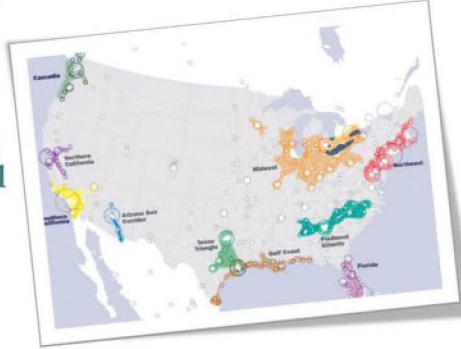 Cascadia
Northern
California
Southern
California
Arizona Sun
Corridor
Texas
Triangle
Gulf Coast
Midwest
Northeast
Piedmont
Atlantic
Florida